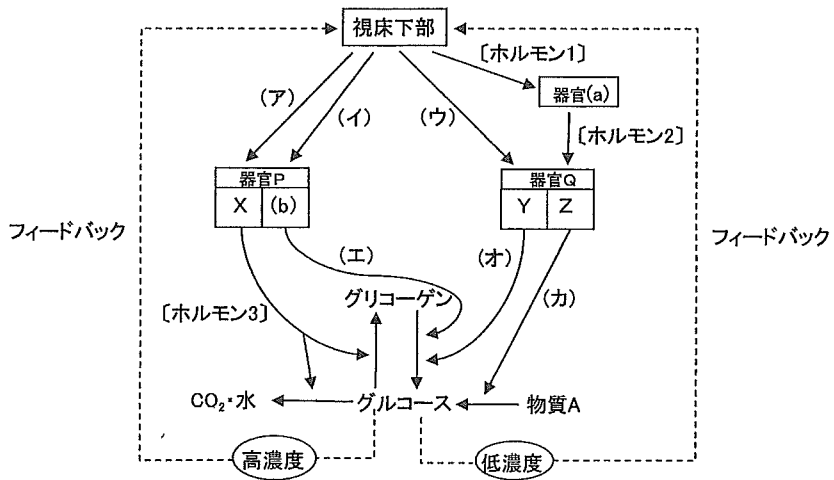 視床下部
〔ホルモン1〕
器官(a)
(ア)
(イ)
(ウ)
〔ホルモン2〕
器官P
X
(b)
器官Q
Y
Z
フィードバック
フィードバック
(エ)
(オ)
(カ)
グリコーゲン
〔ホルモン3〕
CO₂・水
グルコース
物質A
高濃度
低濃度